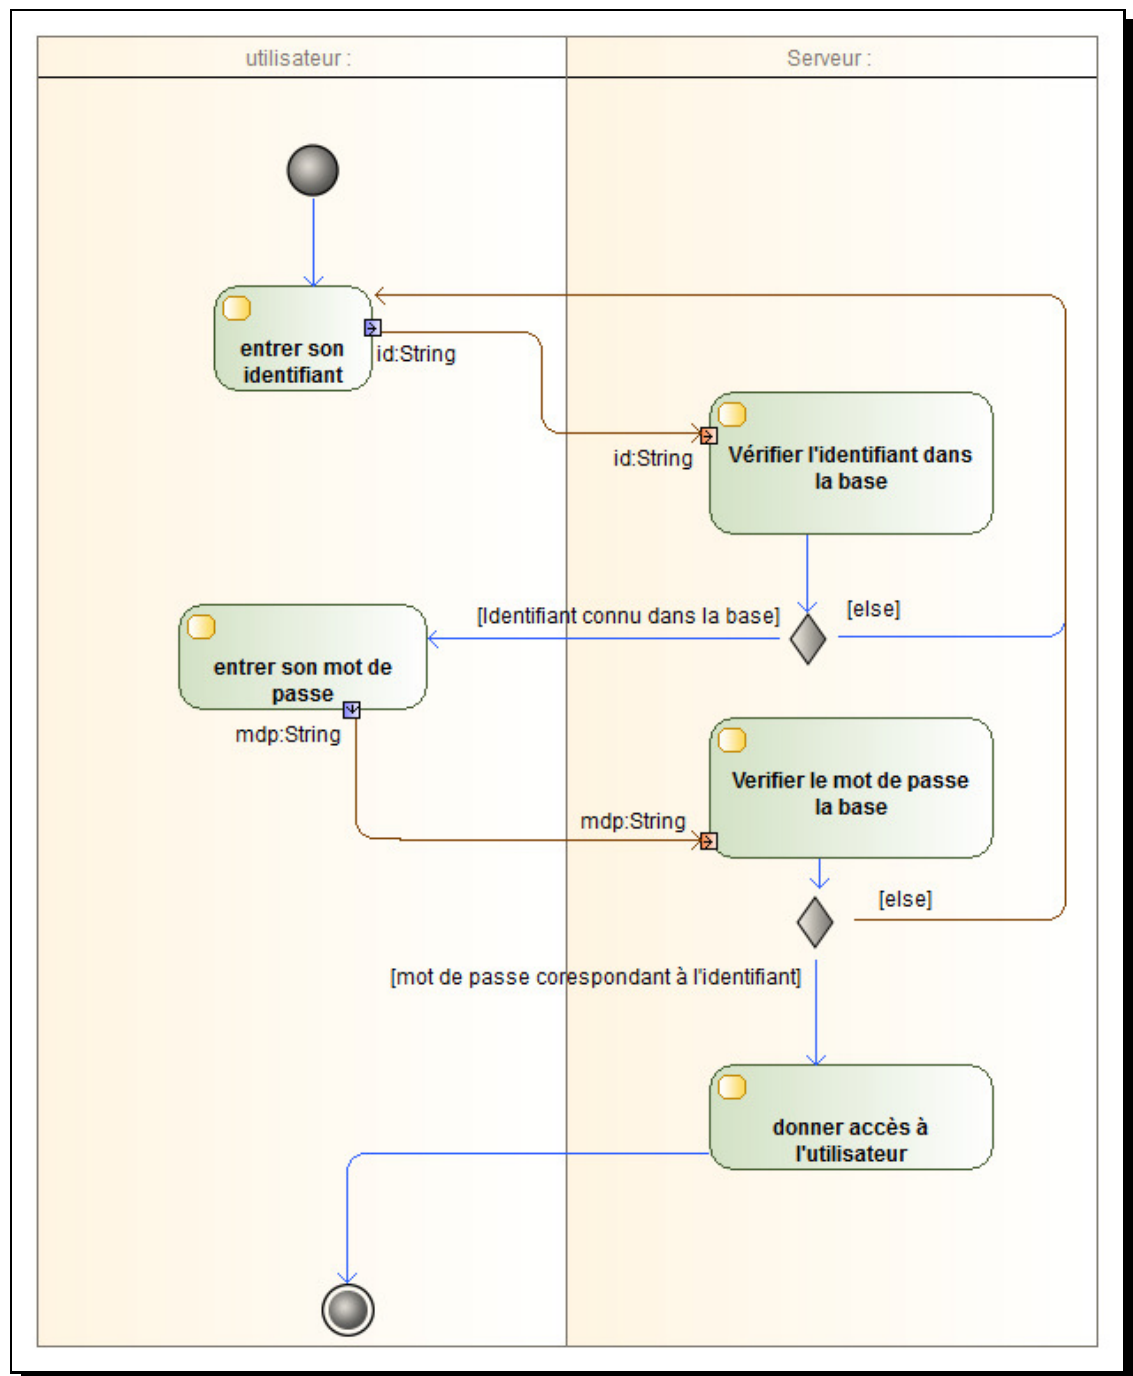 utilisateur :
Serveur :
entrer son
identifiant
id:String
id:String
Vérifier l'identifiant dans
la base
[Identifiant connu dans la base]
[else]
entrer son mot de
passe
mdp:String
Verifier le mot de passe
la base
mdp:String
[else]
[mot de passe corespondant à l'identifiant]
donner accès à
l'utilisateur